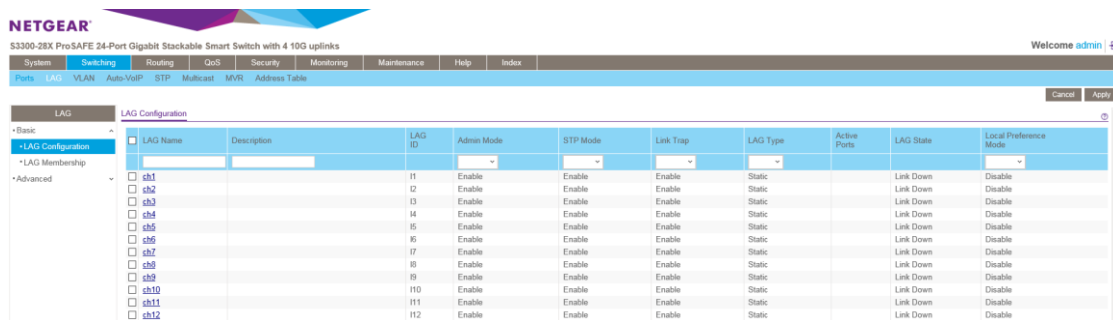 NETGEAR
S3300-28X ProSAFE 24-Port Gigabit Stackable Smart Switch with 4 10G uplinks Welcome admin
System Switching Routing QoS Security Monitoring Maintenance Help Index
Ports LAG VLAN Auto-VoIP STP Multicast MVR Address Table
Cancel Apply
LAG
LAG Configuration
•Basic
•LAG Configuration
•LAG Membership
•Advanced
LAG Name Description LAG ID Admin Mode STP Mode Link Trap LAG Type Active Ports LAG State Local Preference Mode
ch1 l1 Enable Enable Enable Static Link Down Disable
ch2 l2 Enable Enable Enable Static Link Down Disable
ch3 l3 Enable Enable Enable Static Link Down Disable
ch4 l4 Enable Enable Enable Static Link Down Disable
ch5 l5 Enable Enable Enable Static Link Down Disable
ch6 l6 Enable Enable Enable Static Link Down Disable
ch7 l7 Enable Enable Enable Static Link Down Disable
ch8 l8 Enable Enable Enable Static Link Down Disable
ch9 l9 Enable Enable Enable Static Link Down Disable
ch10 l10 Enable Enable Enable Static Link Down Disable
ch11 l11 Enable Enable Enable Static Link Down Disable
ch12 l12 Enable Enable Enable Static Link Down Disable